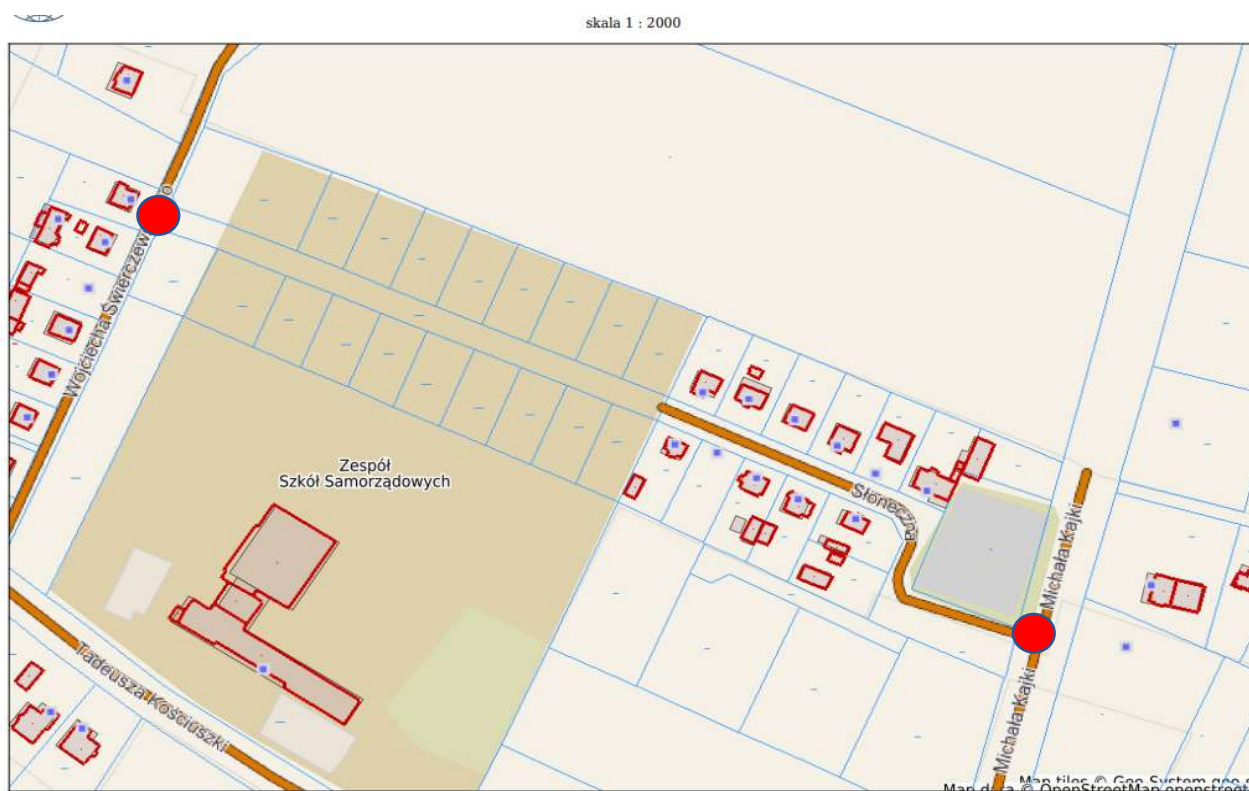 skala 1 : 2000
Wojciecha Świerczew
o
Zespół
Szkół Samorządowych
Słoneczna
Michała Kajki
Tadeusza Kościuszki
Michała Kajki
Map tiles © Geo-System
Map data © OpenStreetMap